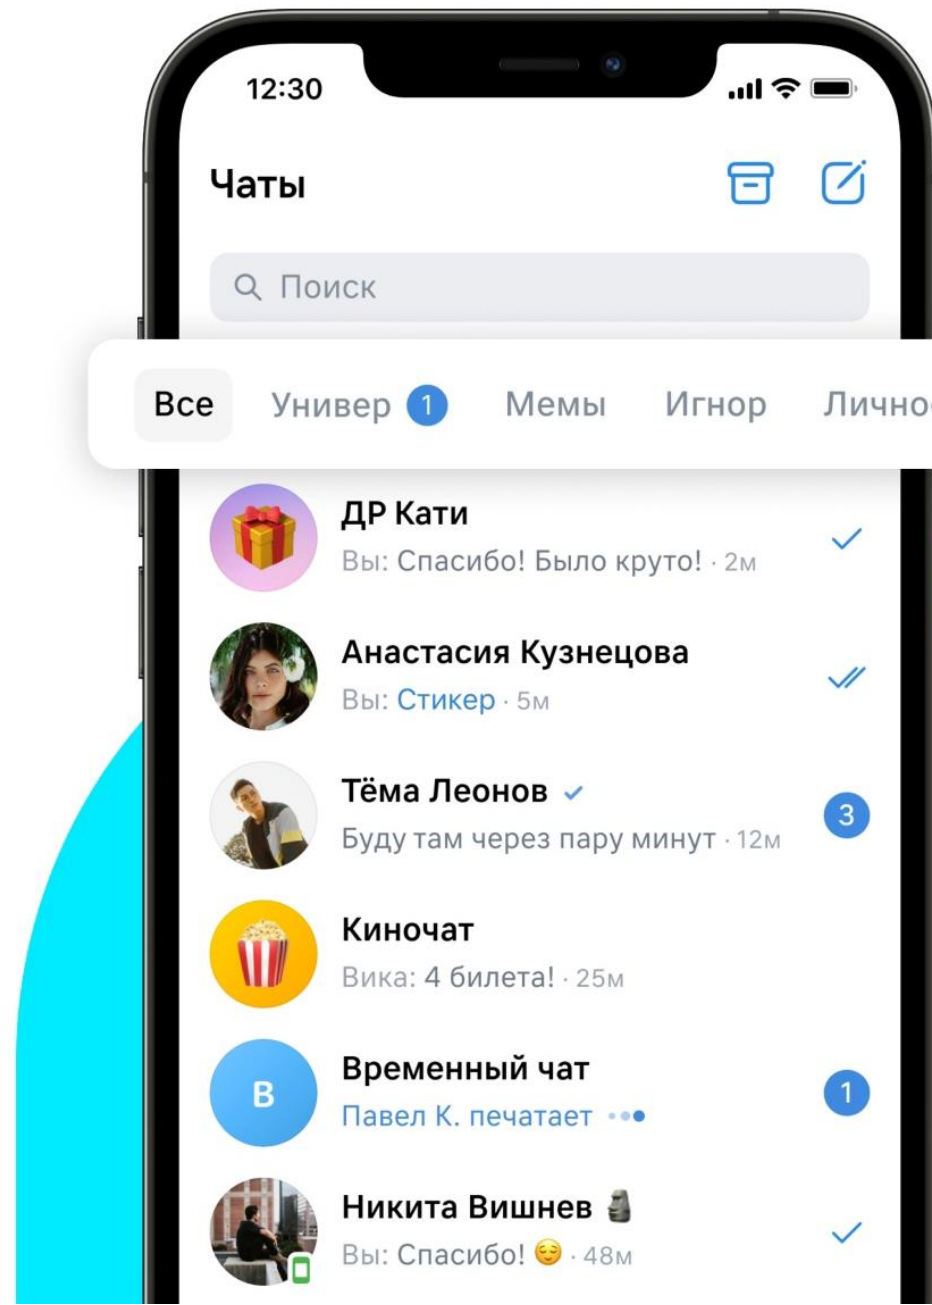 12:30
Чаты
Поиск
Все Универ 1 Мемы Игнор
ДР Кати
Вы: Спасибо! Было круто! · 2м
Анастасия Кузнецова
Вы: Стикер · 5м
Тёма Леонов
Буду там через пару минут · 12м
3
Киночат
Вика: 4 билета! · 25м
В
Временный чат
Павел К. печатает
1
Никита Вишнев 🗿
Вы: Спасибо! 😌 · 48м